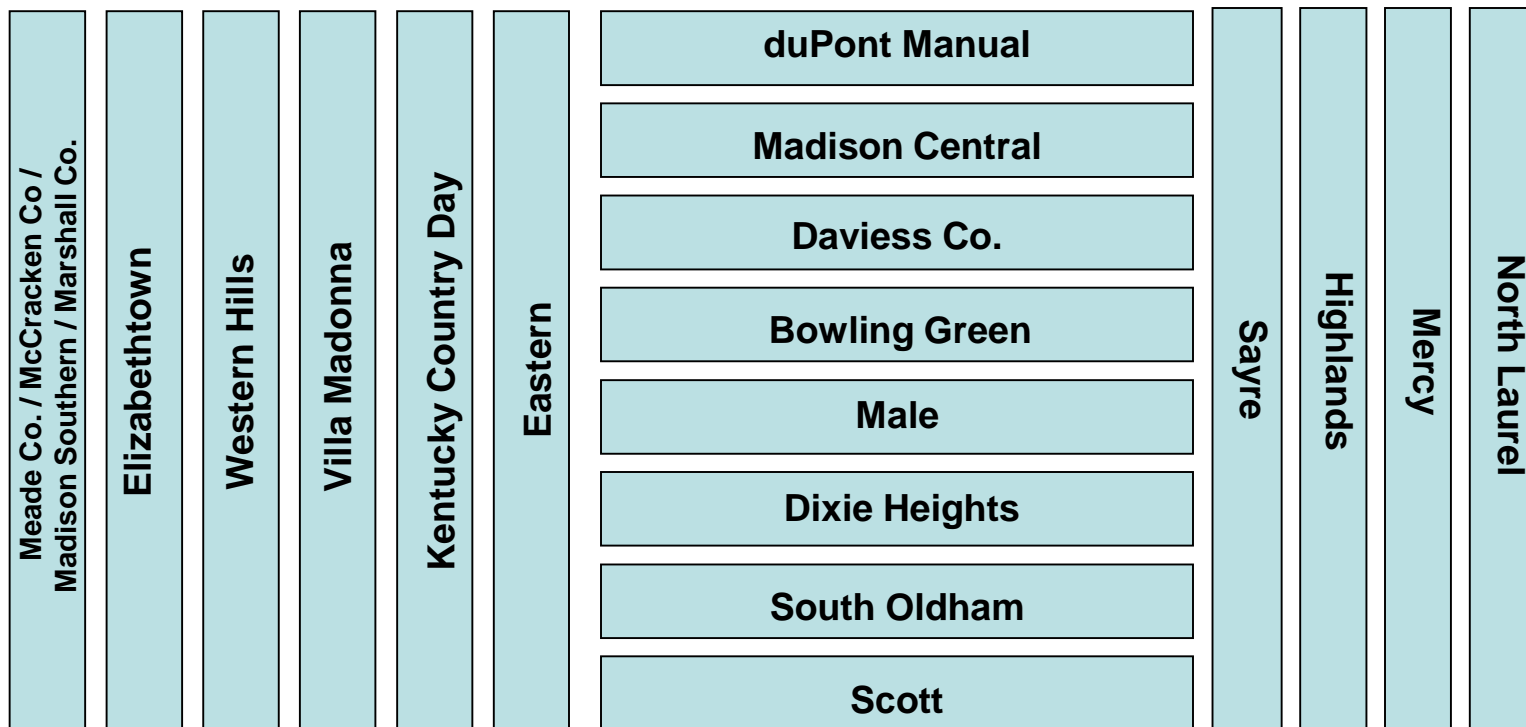 Meade Co. / McCracken Co /
Madison Southern / Marshall Co.
Elizabethtown
Western Hills
Villa Madonna
Kentucky Country Day
Eastern
duPont Manual
Madison Central
Daviess Co.
Bowling Green
Male
Dixie Heights
South Oldham
Scott
Sayre
Highlands
Mercy
North Laurel